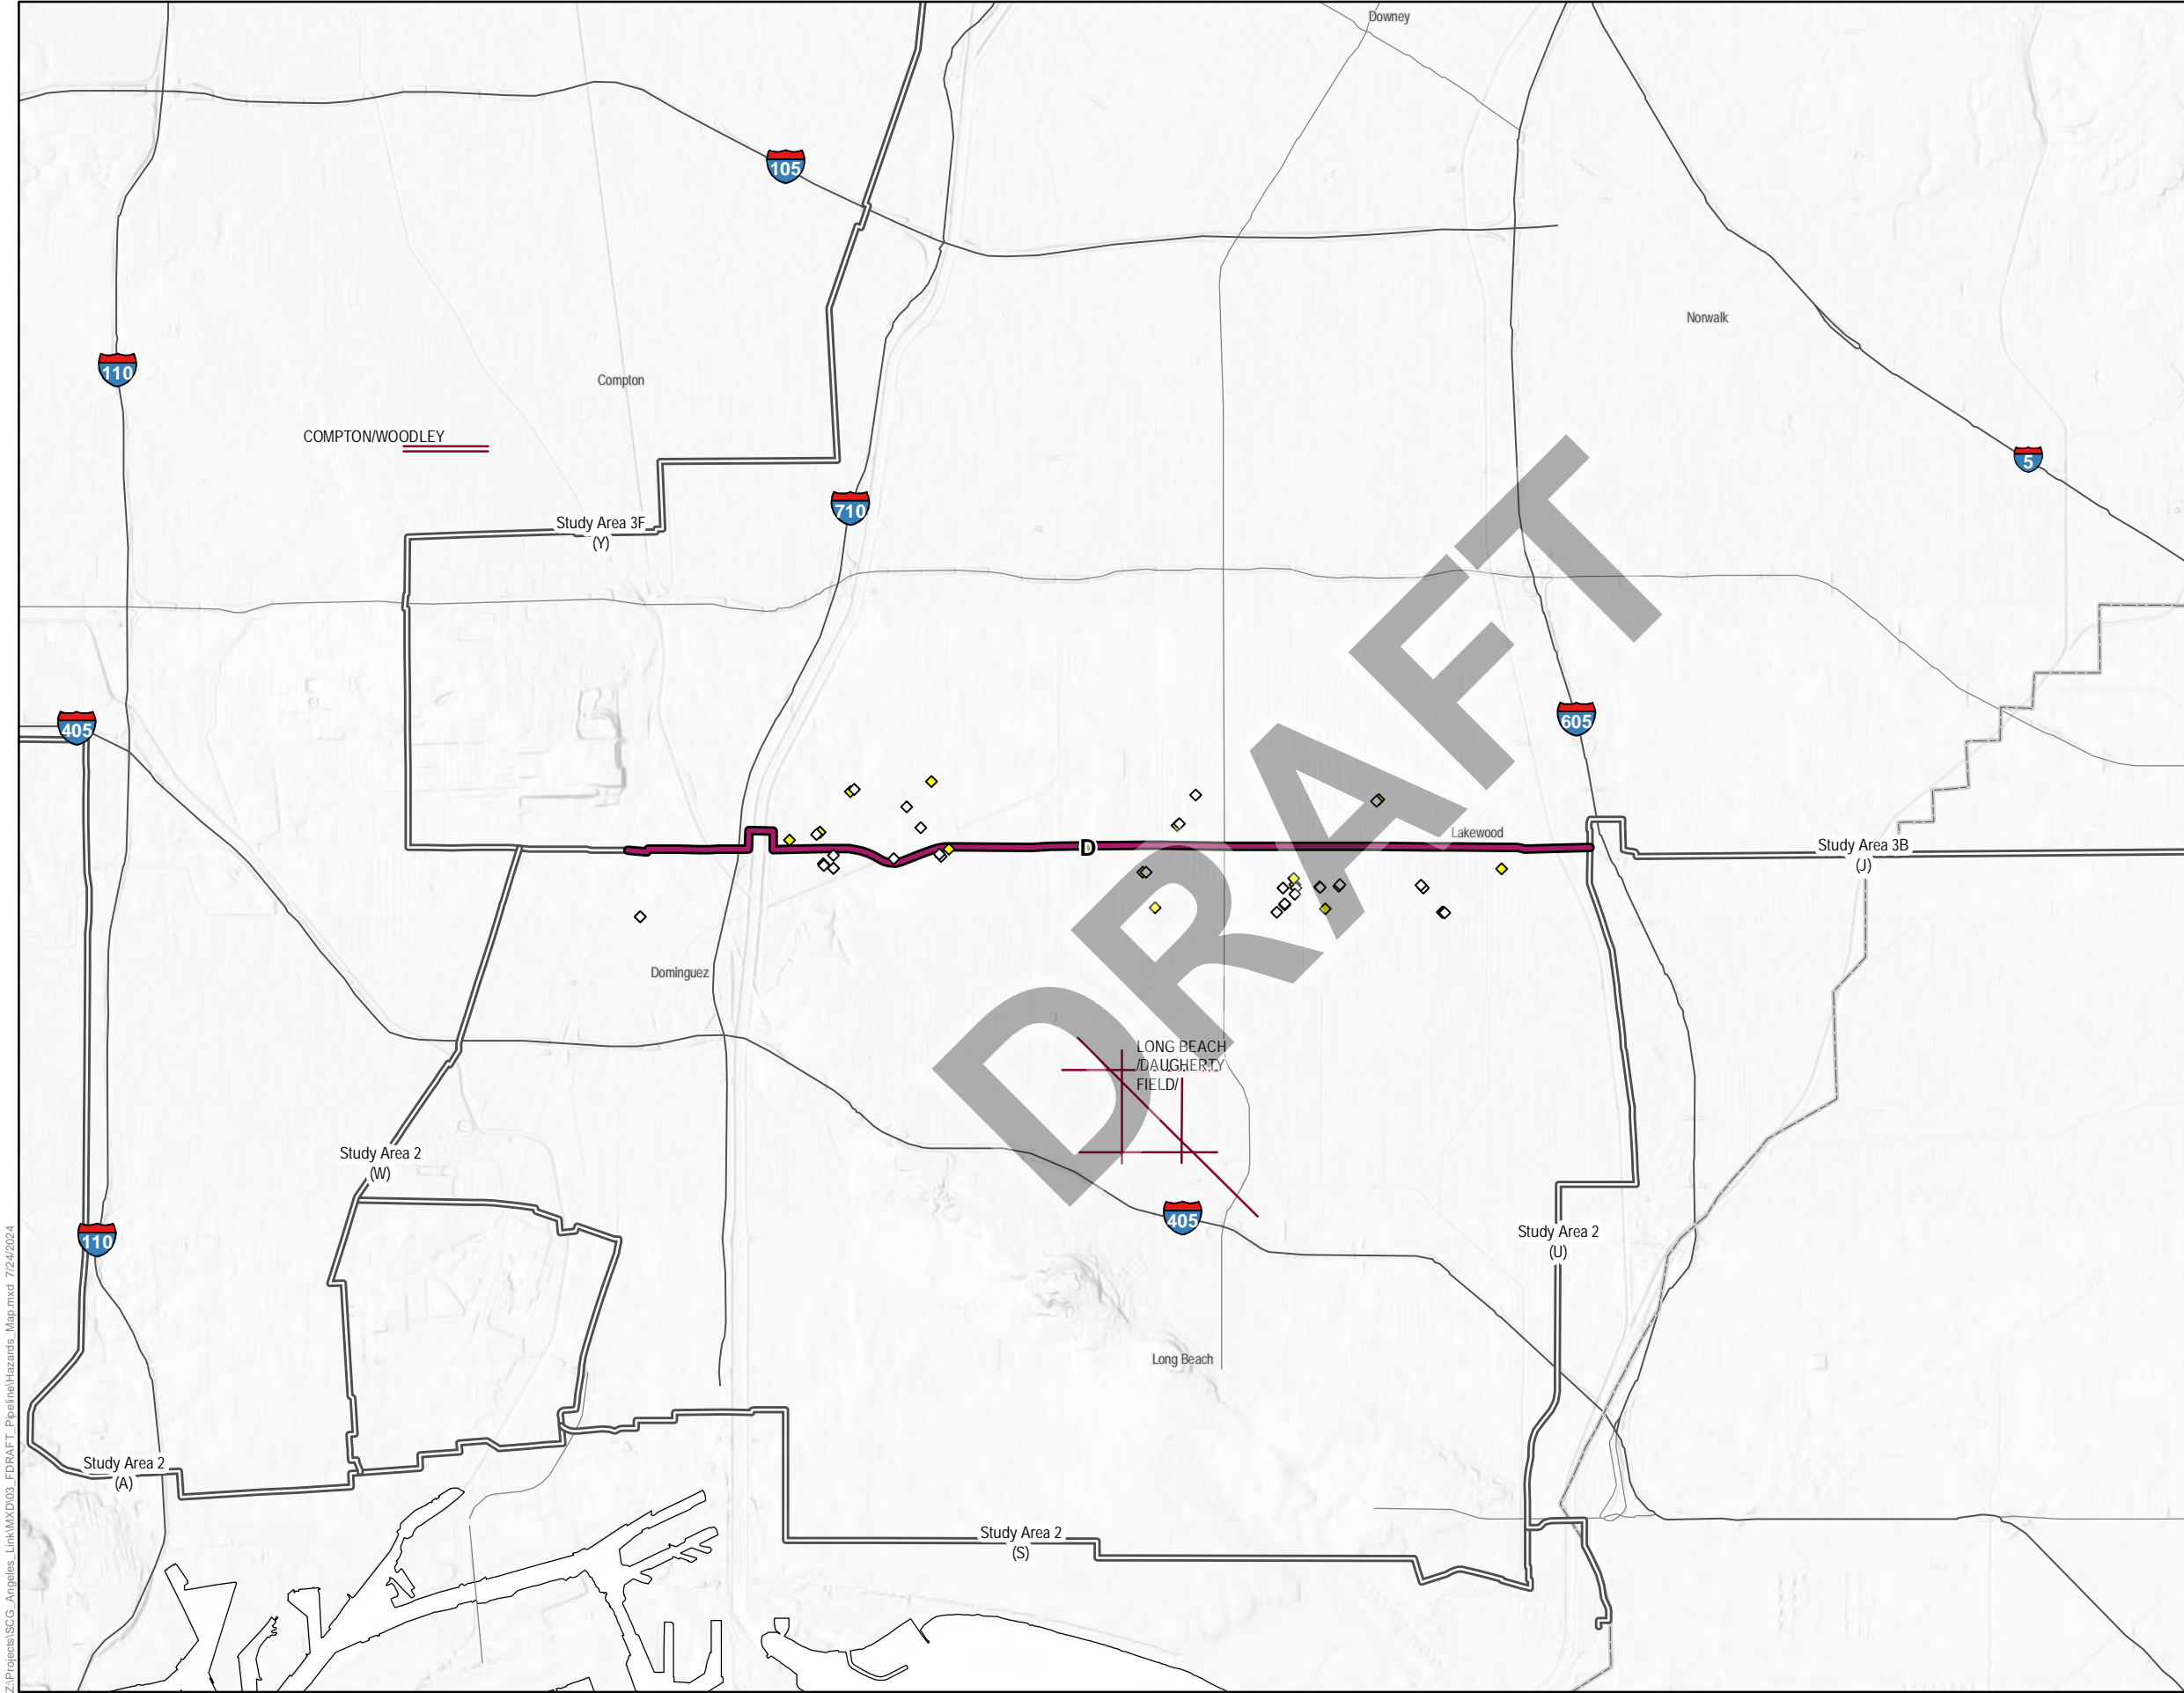 Downey
105
Norwalk
110
Compton
COMPTON/WOODLEY
5
710
Study Area 3F
(Y)
405
605
Lakewood
D
Study Area 3B
(J)
Dominguez
LONG BEACH
/DAUGHERTY
FIELD/
DRAFT
Study Area 2
(W)
405
110
Study Area 2
(U)
Long Beach
Study Area 2
(A)
Study Area 2
(S)
Z:\Projects\SCG_Angeles_Link\MXD\03_FDRAFT_Pipeline\Hazards_Map.mxd 7/24/2024